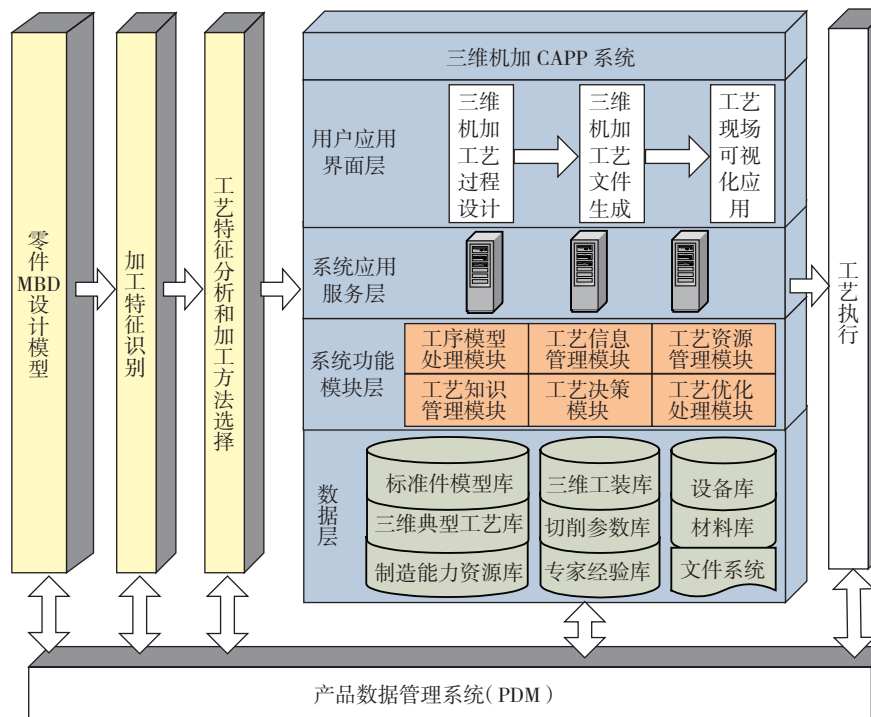 零件MBD设计模型
加工特征识别
工艺特征分析和加工方法选择
三维机加 CAPP 系统
用户应用
界面层
三维
机加
工艺
过程
设计
三维
机加
工艺
文件
生成
工艺
现场
可视
化应
用
系统应用
服务层
系统功能
模块层
工序模型
处理模块
工艺信息
管理模块
工艺资源
管理模块
工艺知识
管理模块
工艺决策
模块
工艺优化
处理模块
数据层
标准件模型库
三维典型工艺库
制造能力资源库
三维工装库
切削参数库
专家经验库
设备库
材料库
文件系统
工艺执行
产品数据管理系统(PDM)